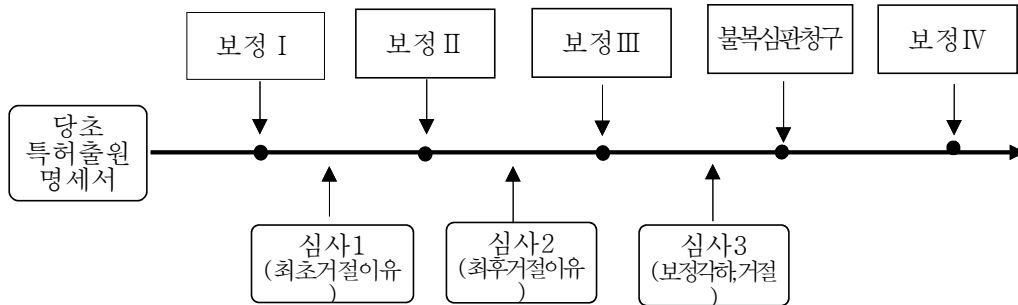 보정 I
보정 II
보정III
불복심판청구
보정IV
당초
특허출원
명세서
심사1
(최초거절이유
)
심사2
(최후거절이유
)
심사3
(보정각하,거절
)